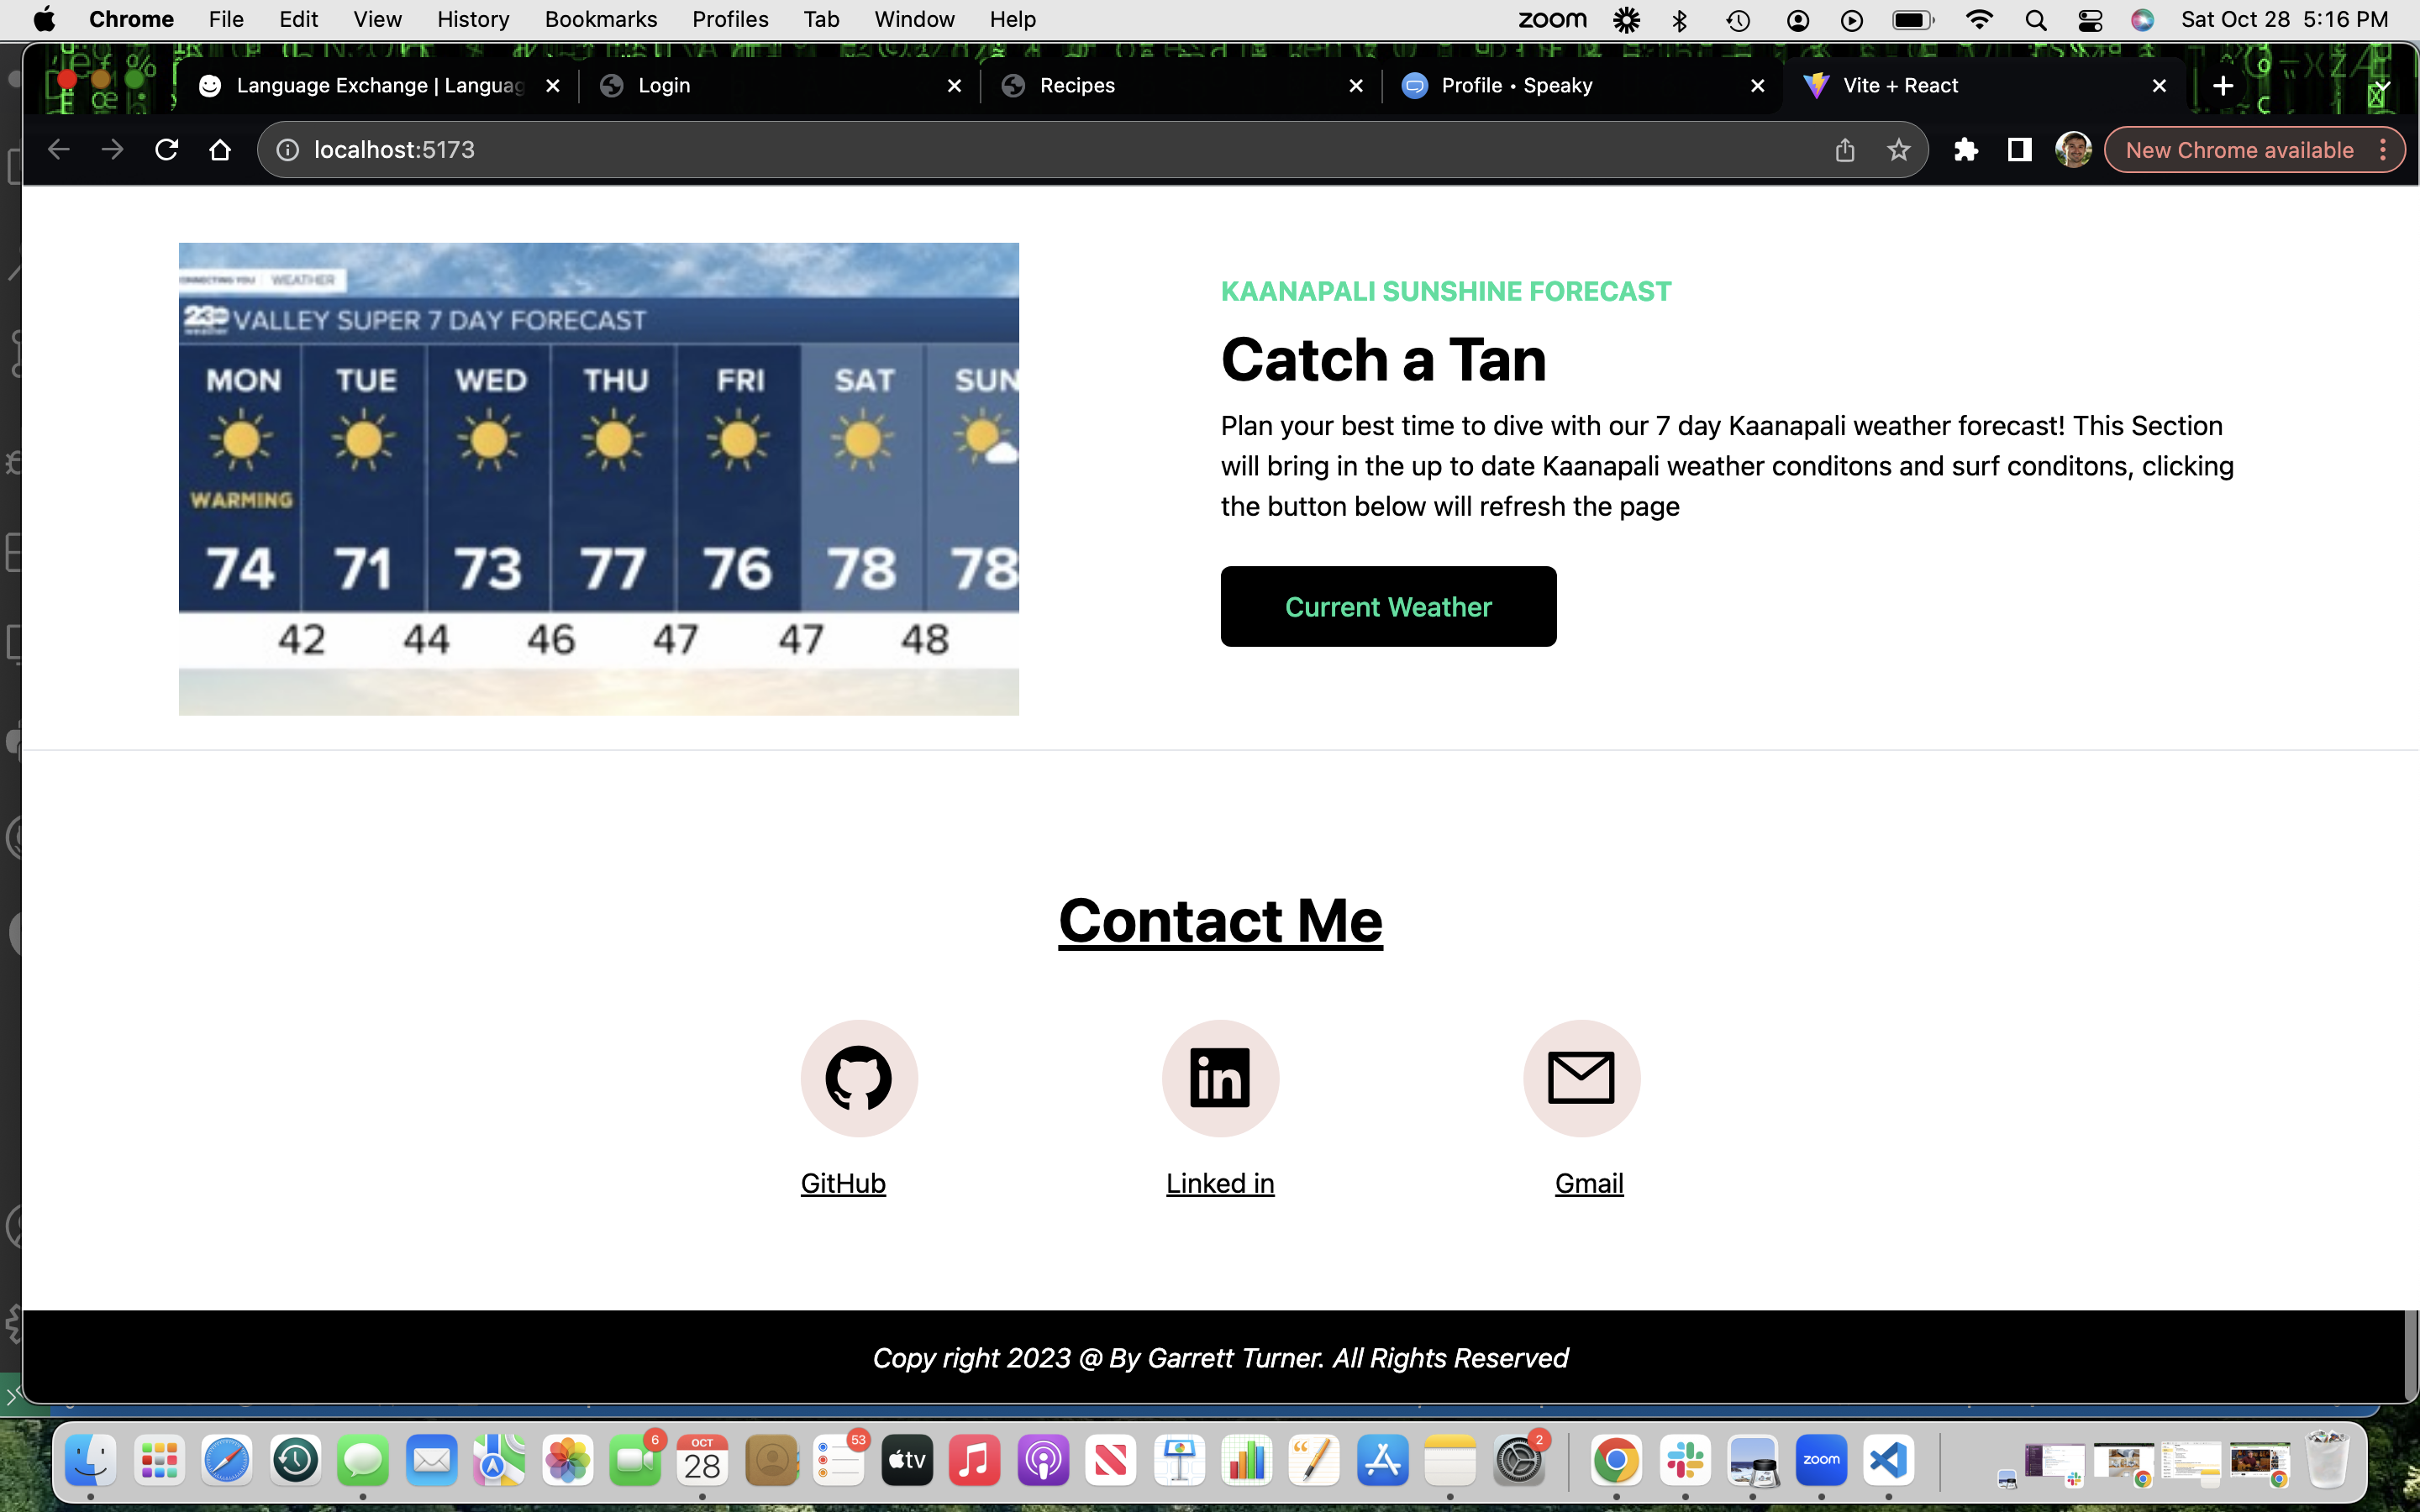 Chrome File Edit View History Bookmarks Profiles Tab Window Help zoom Sat Oct 28 5:16 PM
Language Exchange | Languag Login Recipes Profile • Speaky Vite + React
localhost:5173 New Chrome available
WEATHER
23 VALLEY SUPER 7 DAY FORECAST
MON TUE WED THU FRI SAT SUN
WARMING
74 71 73 77 76 78 78
42 44 46 47 47 48
KAANAPALI SUNSHINE FORECAST
Catch a Tan
Plan your best time to dive with our 7 day Kaanapali weather forecast! This Section
will bring in the up to date Kaanapali weather conditons and surf conditons, clicking
the button below will refresh the page
Current Weather
Contact Me
in
GitHub Linked in Gmail
Copy right 2023 @ By Garrett Turner. All Rights Reserved
6 OCT 28 53 tv 2 zoom